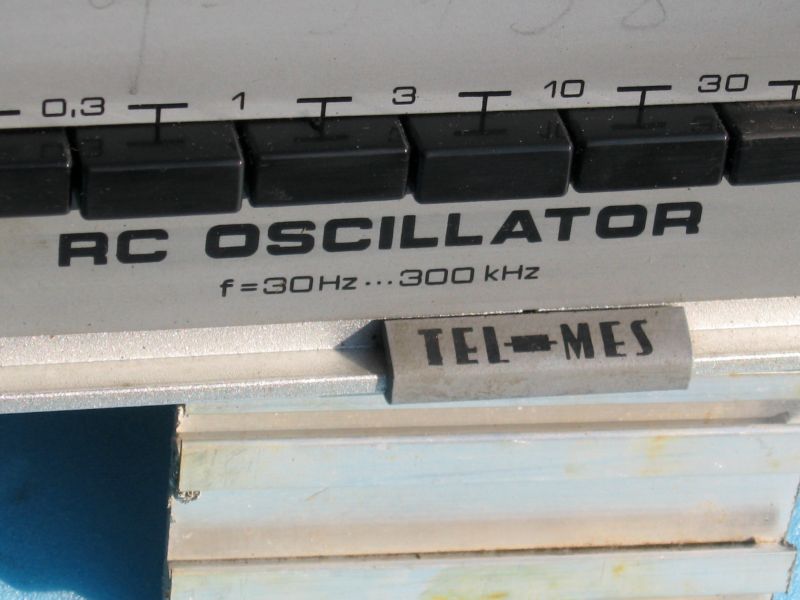 0,3 1 3 10 30
RC OSCILLATOR
f=30Hz...300 kHz
TEL-MES